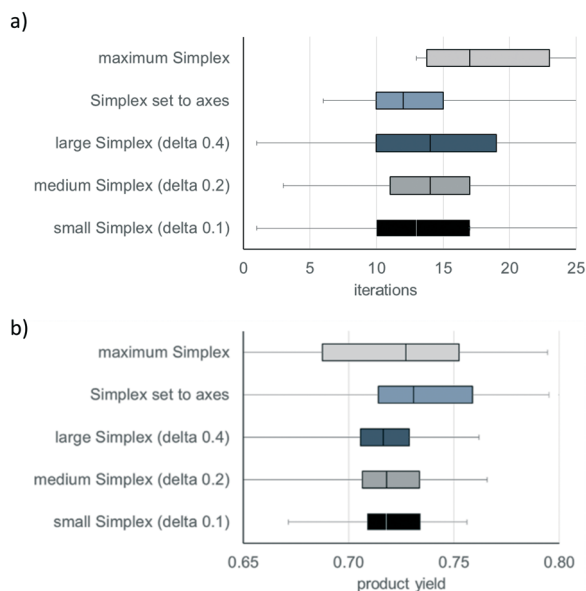 a)
maximum Simplex
Simplex set to axes
large Simplex (delta 0.4)
medium Simplex (delta 0.2)
small Simplex (delta 0.1)
0 5 10 15 20 25
iterations
b)
maximum Simplex
Simplex set to axes
large Simplex (delta 0.4)
medium Simplex (delta 0.2)
small Simplex (delta 0.1)
0.65 0.70 0.75 0.80
product yield